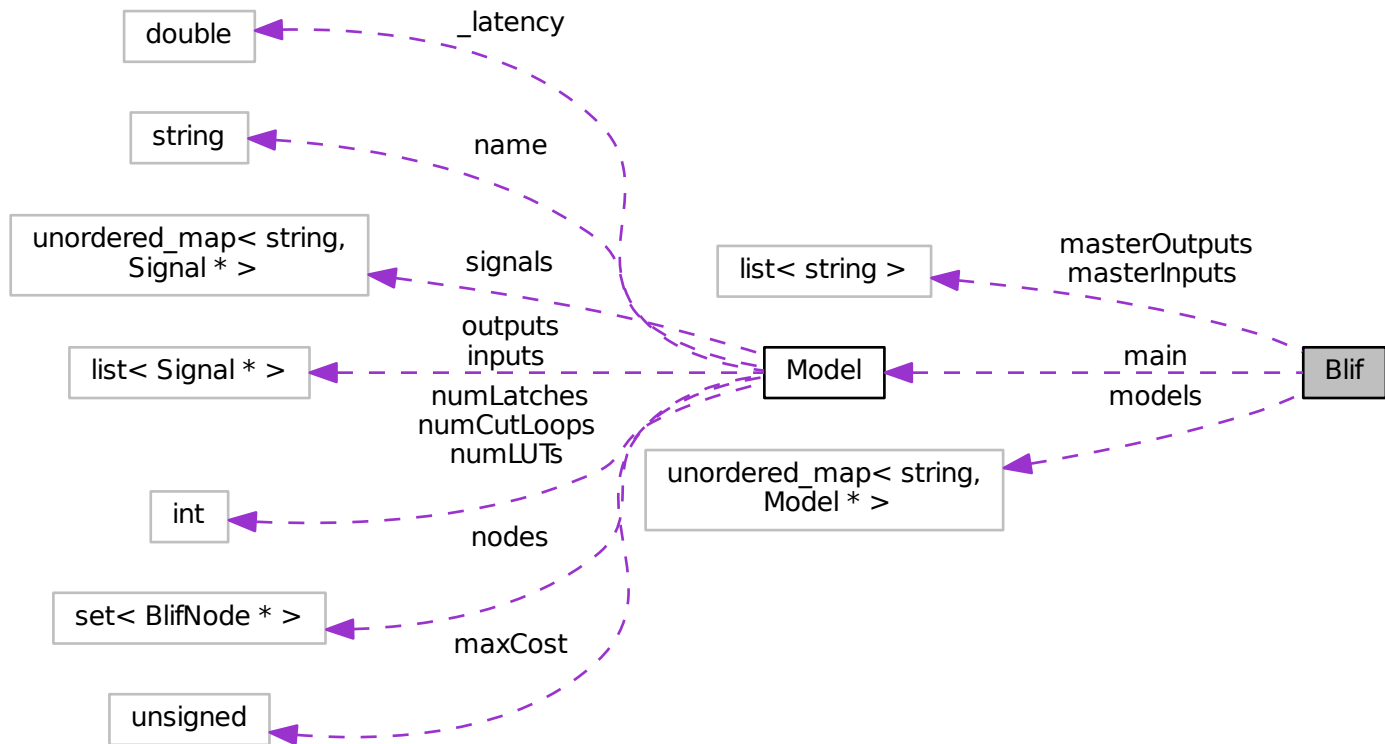 double
_latency
string
name
unordered_map< string,
Signal * >
signals
list< string >
masterOutputs
masterInputs
list< Signal * >
outputs
inputs
Model
main
Blif
numLatches
numCutLoops
numLUTs
models
unordered_map< string,
Model * >
int
nodes
set< BlifNode * >
maxCost
unsigned